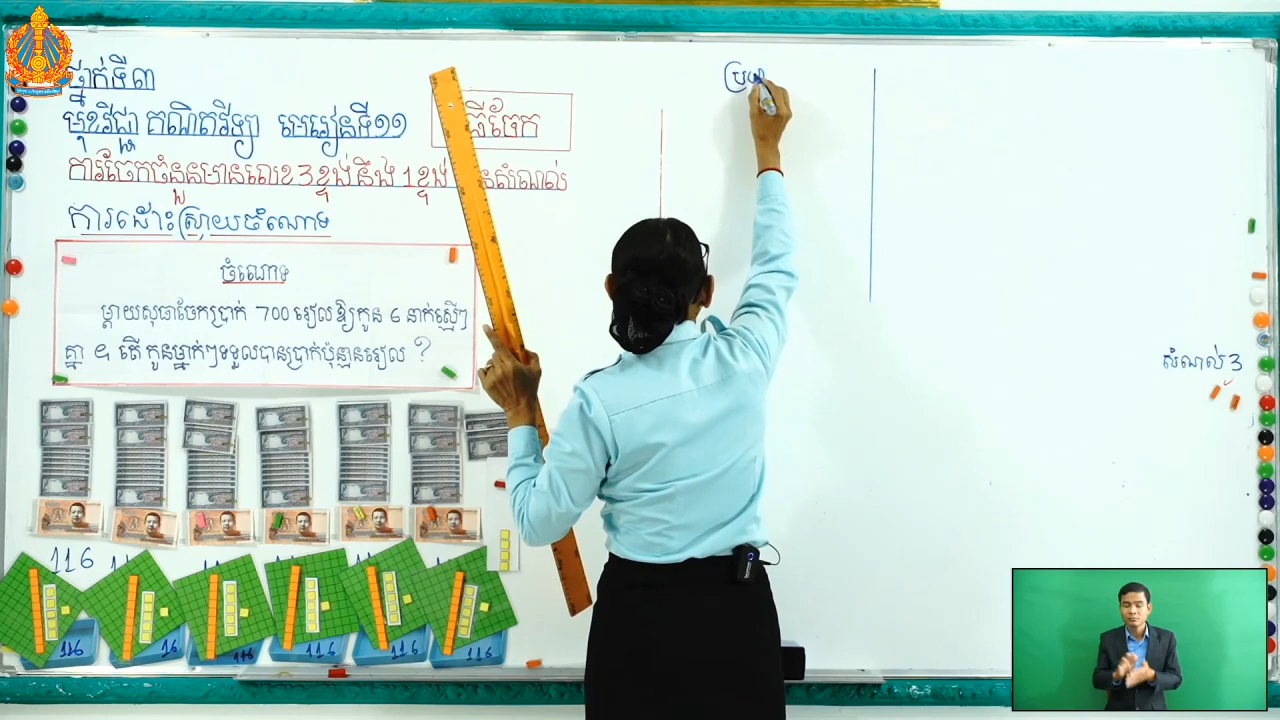 ថ្នាក់ទី៣
មុខវិជ្ជា គណិតវិទ្យា មេរៀនទី១១
វិធីចែក
ការចែកចំនួនមានលេខ 3 ខ្ទង់ នឹង 1 ខ្ទង់ នសំណល់
ការដោះស្រាយចំណោទ
ចំណោទ
ម្ដាយសុធាចែកប្រាក់ 700 រៀលឱ្យកូន 6 នាក់ស្មើៗ
គ្នា ។ តើ កូនម្នាក់ៗទទួលបានប្រាក់ប៉ុន្មានរៀល ?
ប្រយ
សំណល់ 3
116
116 116 116 116 116 116